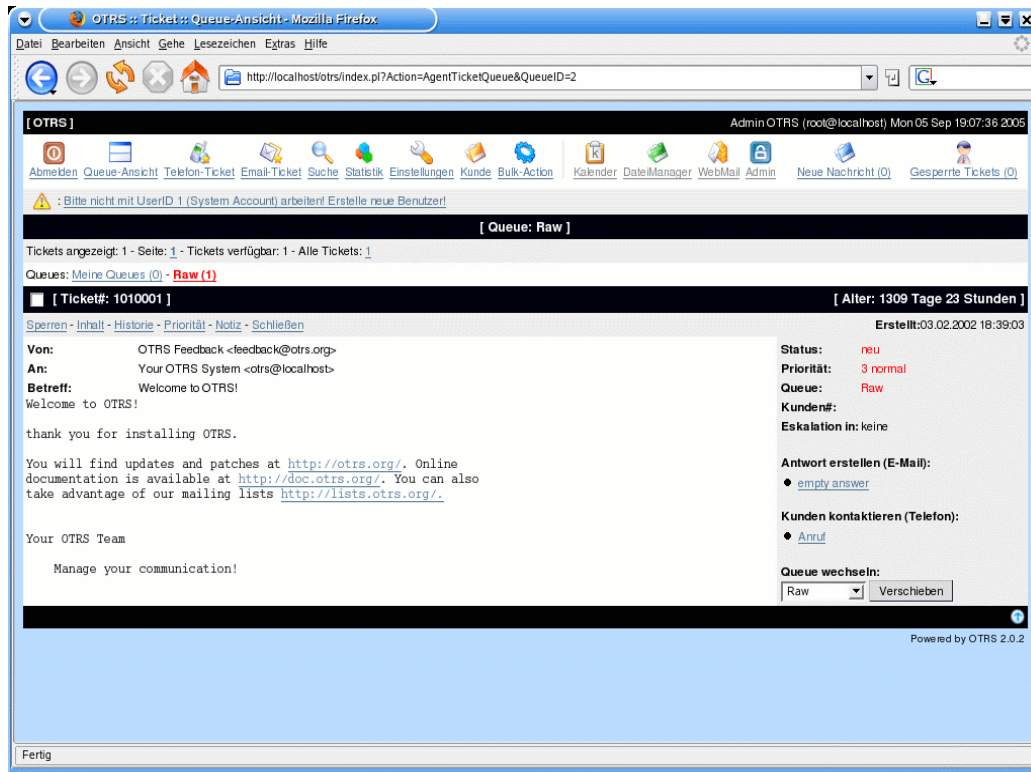 OTRS :: Ticket :: Queue-Ansicht - Mozilla Firefox
Datei Bearbeiten Ansicht Gehe Lesezeichen Extras Hilfe
http://localhost/otrs/index.pl?Action=AgentTicketQueue&QueueID=2
[ OTRS ] Admin OTRS (root@localhost) Mon 05 Sep 19:07:36 2005
Abmelden Queue-Ansicht Telefon-Ticket Email-Ticket Suche Statistik Einstellungen Kunde Bulk-Action Kalender DateiManager WebMail Admin Neue Nachricht (0) Gesperrte Tickets (0)
: Bitte nicht mit UserID 1 (System Account) arbeiten! Erstelle neue Benutzer!
[ Queue: Raw ]
Tickets angezeigt: 1 - Seite: 1 - Tickets verfügbar: 1 - Alle Tickets: 1
Queues: Meine Queues (0) - Raw (1)
[ Ticket#: 1010001 ] [ Alter: 1309 Tage 23 Stunden ]
Sperren - Inhalt - Historie - Priorität - Notiz - Schließen Erstellt:03.02.2002 18:39:03
Von: OTRS Feedback <feedback@otrs.org>
An: Your OTRS System <otrs@localhost>
Betreff: Welcome to OTRS!
Welcome to OTRS!
thank you for installing OTRS.
You will find updates and patches at http://otrs.org/. Online
documentation is available at http://doc.otrs.org/. You can also
take advantage of our mailing lists http://lists.otrs.org/.
Your OTRS Team
Manage your communication!
Status: neu
Priorität: 3 normal
Queue: Raw
Kunden#:
Eskalation in: keine
Antwort erstellen (E-Mail):
empty answer
Kunden kontaktieren (Telefon):
Anruf
Queue wechseln:
Raw Verschieben
Powered by OTRS 2.0.2
Fertig